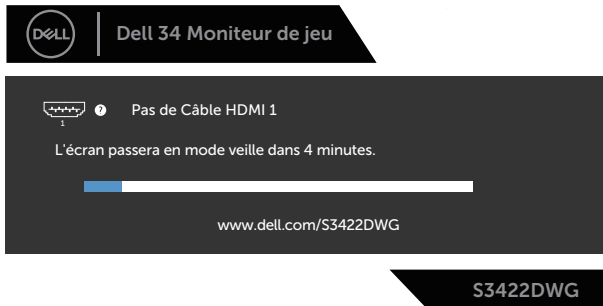 DELL
Dell 34 Moniteur de jeu
Pas de Câble HDMI 1
1
L'écran passera en mode veille dans 4 minutes.
www.dell.com/S3422DWG
S3422DWG